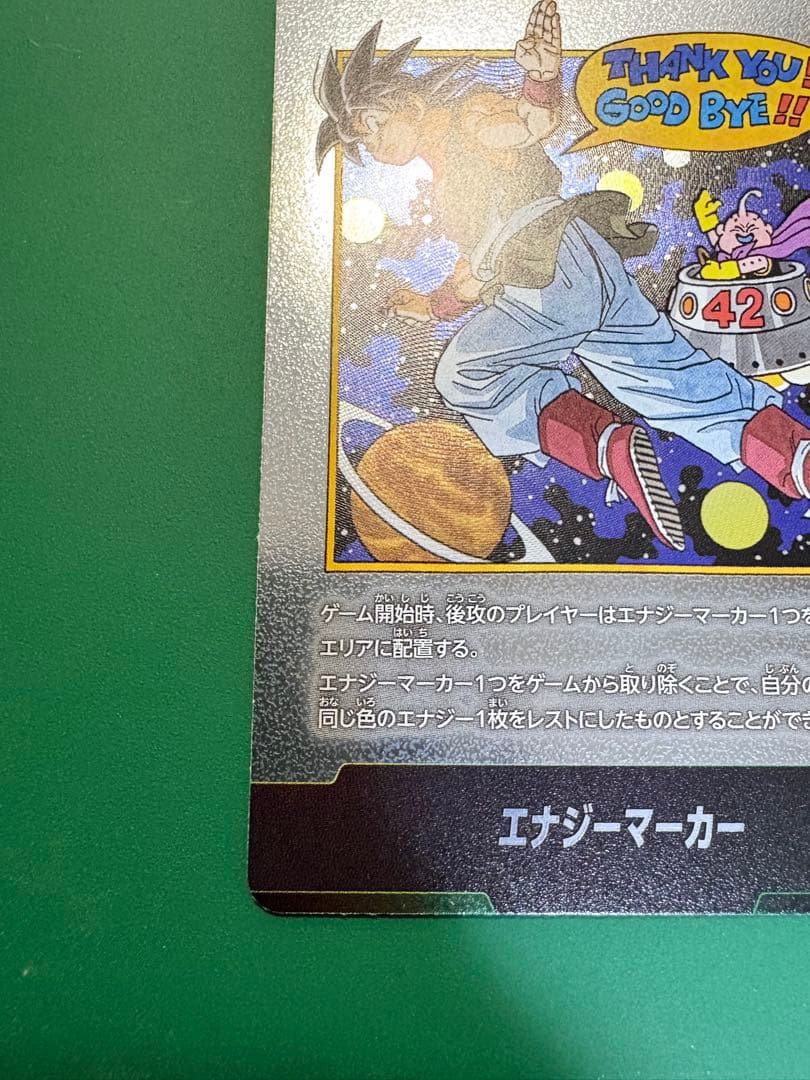 THANK YOU!
GOOD BYE!!
42
ゲーム開始時、後攻のプレイヤーはエナジーマーカー1つを
エリアに配置する。
エナジーマーカー1つをゲームから取り除くことで、自分の
同じ色のエナジー1枚をレストにしたものとすることができ
エナジーマーカー